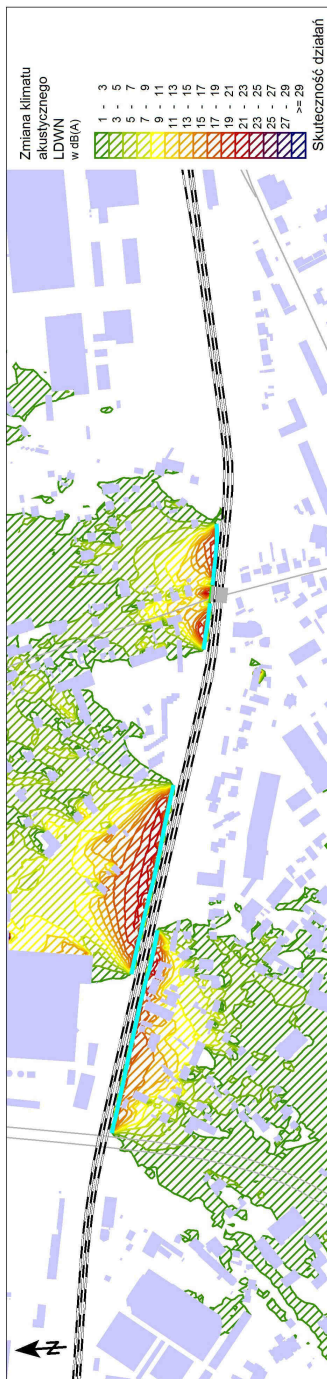 Zmiana klimatu
akustycznego
LDWN
w dB(A)
1 - 3
3 - 5
5 - 7
7 - 9
9 - 11
11 - 13
13 - 15
15 - 17
17 - 19
19 - 21
21 - 23
23 - 25
25 - 27
27 - 29
>= 29
Skuteczność działań
N